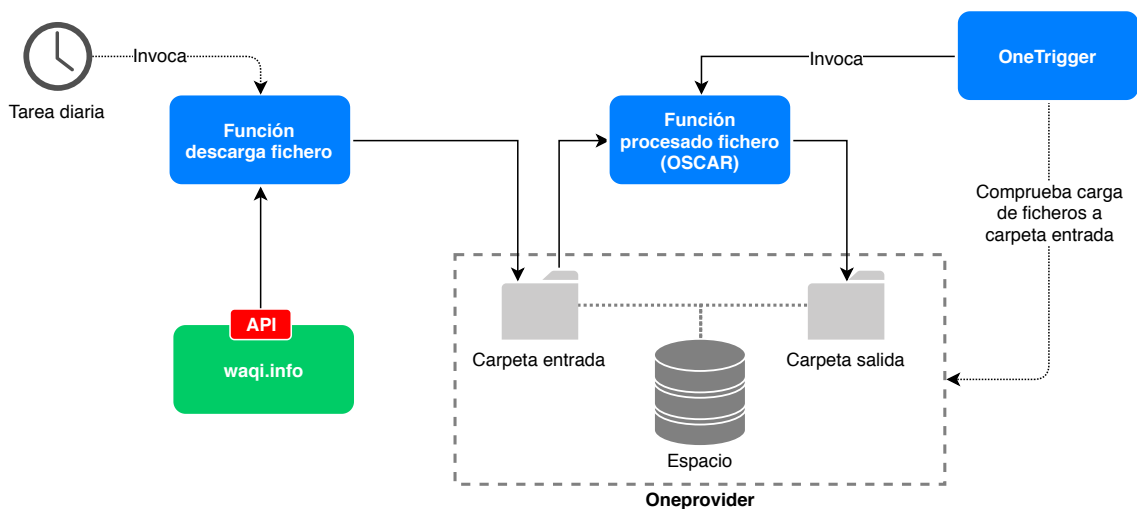 Invoca
Tarea diaria
Función
descarga fichero
API
waqi.info
Invoca
OneTrigger
Función
procesado fichero
(OSCAR)
Comprueba carga
de ficheros a
carpeta entrada
Carpeta entrada
Carpeta salida
Espacio
Oneprovider